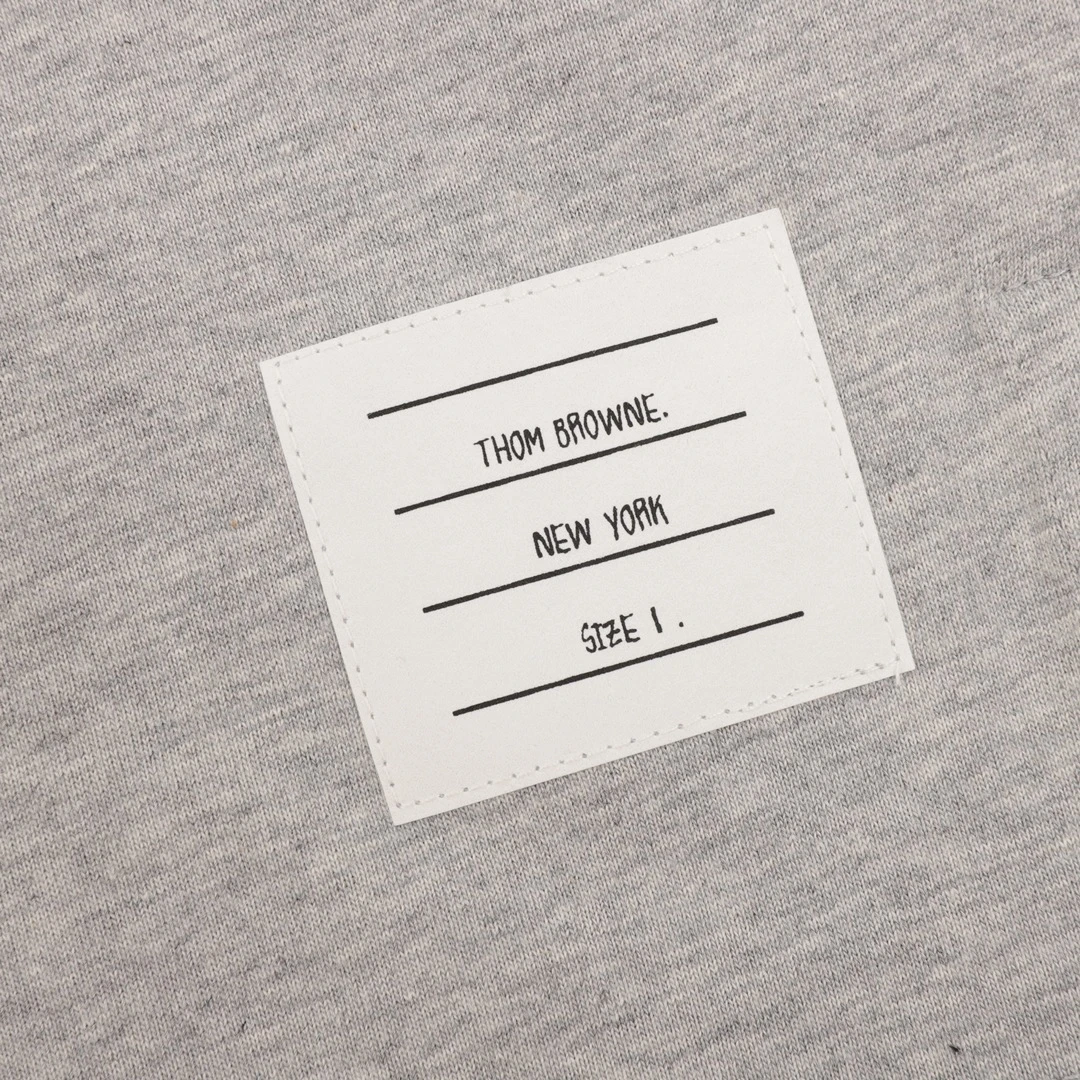 THOM BROWNE.
NEW YORK
SIZE 1 .